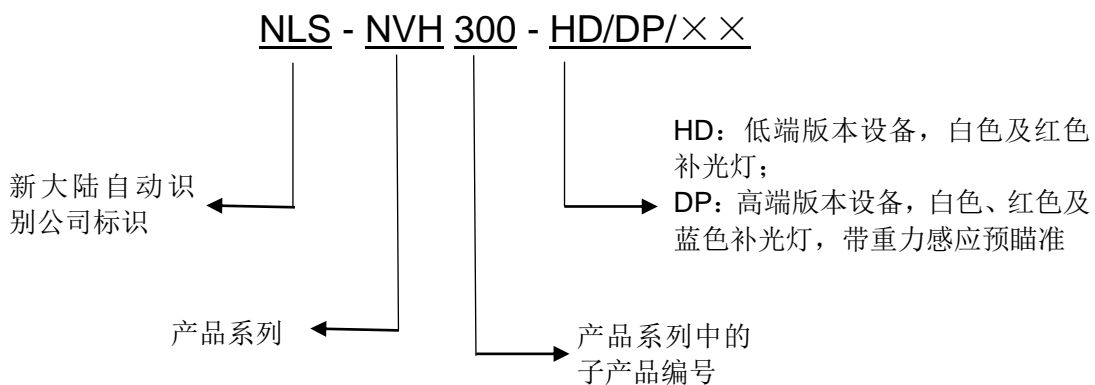 NLS - NVH 300 - HD/DP/××
HD：低端版本设备，白色及红色
补光灯；
DP：高端版本设备，白色、红色及
蓝色补光灯，带重力感应预瞄准
新大陆自动识
别公司标识
产品系列
产品系列中的
子产品编号